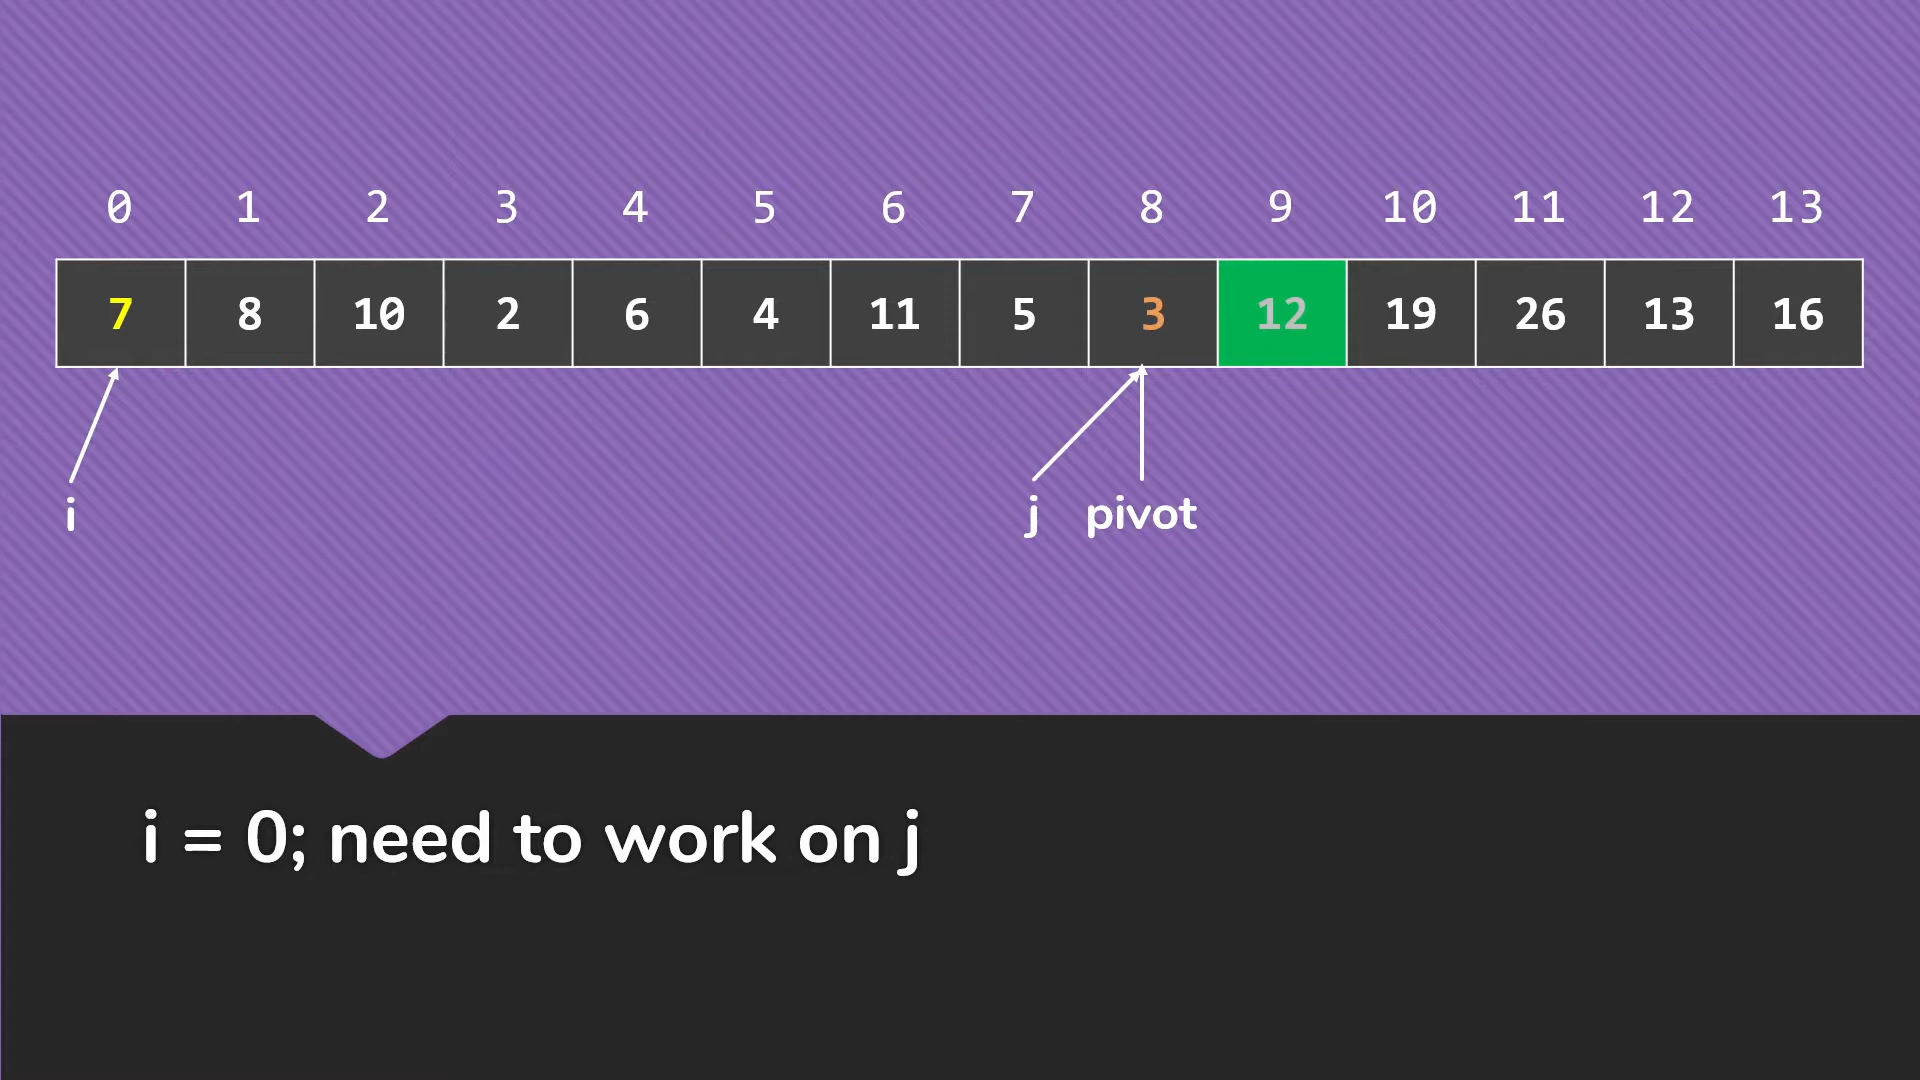 0 1 2 3 4 5 6 7 8 9 10 11 12 13
7 8 10 2 6 4 11 5 3 12 19 26 13 16
i j pivot
i = 0; need to work on j